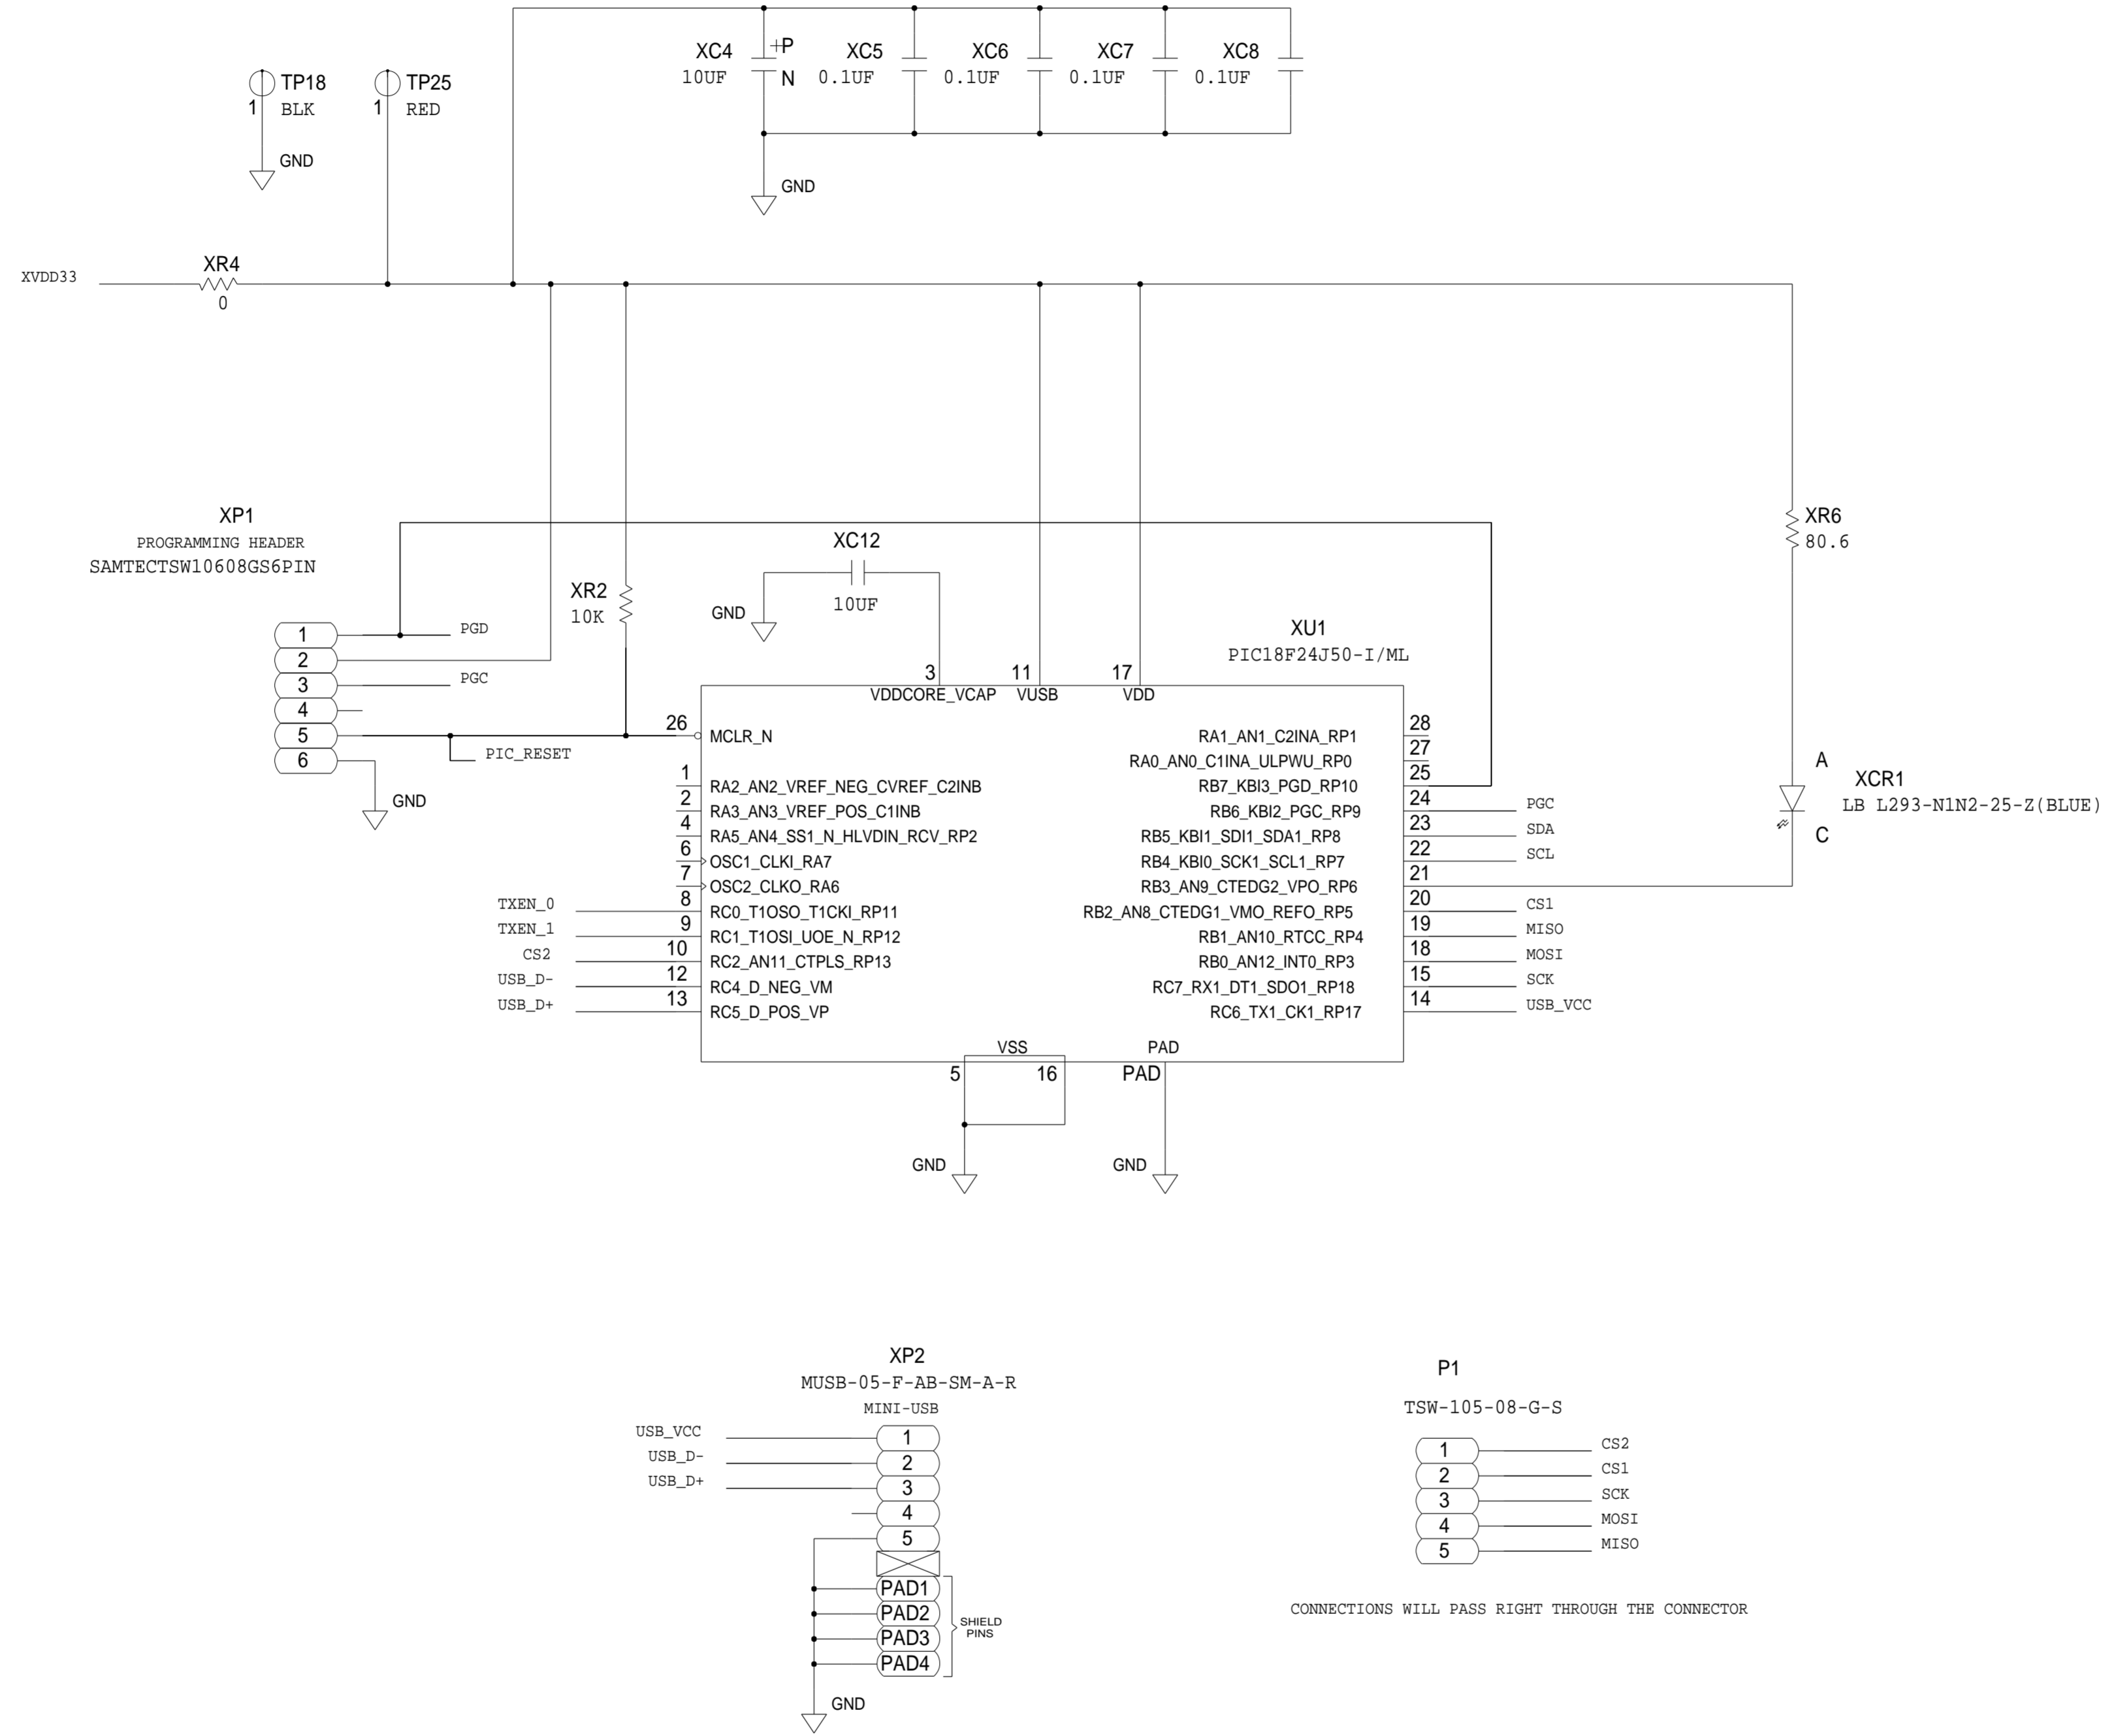 XC4
+P
10UF
N
XC5
0.1UF
XC6
0.1UF
XC7
0.1UF
XC8
0.1UF
TP18
1
BLK
GND
TP25
1
RED
GND
XVDD33
XR4
0
XP1
PROGRAMMING HEADER
SAMTECTSW10608GS6PIN
1
PGD
2
3
PGC
4
5
PIC_RESET
6
GND
XR2
10K
XC12
10UF
GND
XR6
80.6
XU1
PIC18F24J50-I/ML
3
VDDCORE_VCAP
11
VUSB
17
VDD
26
MCLR_N
1
RA2_AN2_VREF_NEG_CVREF_C2INB
2
RA3_AN3_VREF_POS_C1INB
4
RA5_AN4_SS1_N_HLVDIN_RCV_RP2
6
OSC1_CLKI_RA7
7
OSC2_CLKO_RA6
TXEN_0
8
RC0_T1OSO_T1CKI_RP11
TXEN_1
9
RC1_T1OSI_UOE_N_RP12
CS2
10
RC2_AN11_CTPLS_RP13
USB_D-
12
RC4_D_NEG_VM
USB_D+
13
RC5_D_POS_VP
RA1_AN1_C2INA_RP1
28
RA0_AN0_C1INA_ULPWU_RP0
27
RB7_KBI3_PGD_RP10
25
RB6_KBI2_PGC_RP9
24
PGC
RB5_KBI1_SDI1_SDA1_RP8
23
SDA
RB4_KBI0_SCK1_SCL1_RP7
22
SCL
RB3_AN9_CTEDG2_VPO_RP6
21
RB2_AN8_CTEDG1_VMO_REFO_RP5
20
CS1
RB1_AN10_RTCC_RP4
19
MISO
RB0_AN12_INT0_RP3
18
MOSI
RC7_RX1_DT1_SDO1_RP18
15
SCK
RC6_TX1_CK1_RP17
14
USB_VCC
VSS
5
16
GND
PAD
PAD
GND
A
XCR1
LB L293-N1N2-25-Z(BLUE)
C
XP2
MUSB-05-F-AB-SM-A-R
MINI-USB
USB_VCC
1
USB_D-
2
USB_D+
3
4
5
PAD1
PAD2
PAD3
PAD4
SHIELD
PINS
GND
P1
TSW-105-08-G-S
1
CS2
2
CS1
3
SCK
4
MOSI
5
MISO
CONNECTIONS WILL PASS RIGHT THROUGH THE CONNECTOR